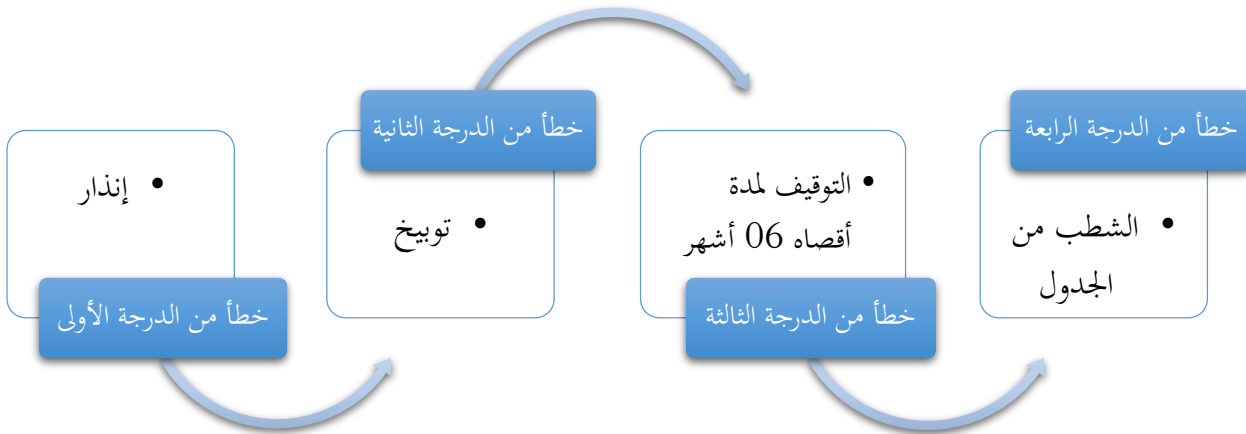 إنذار
خطأ من الدرجة الأولى
خطأ من الدرجة الثانية
توبيخ
التوقيف لمدة
أقصاه 06 أشهر
خطأ من الدرجة الثالثة
خطأ من الدرجة الرابعة
الشطب من
الجدول